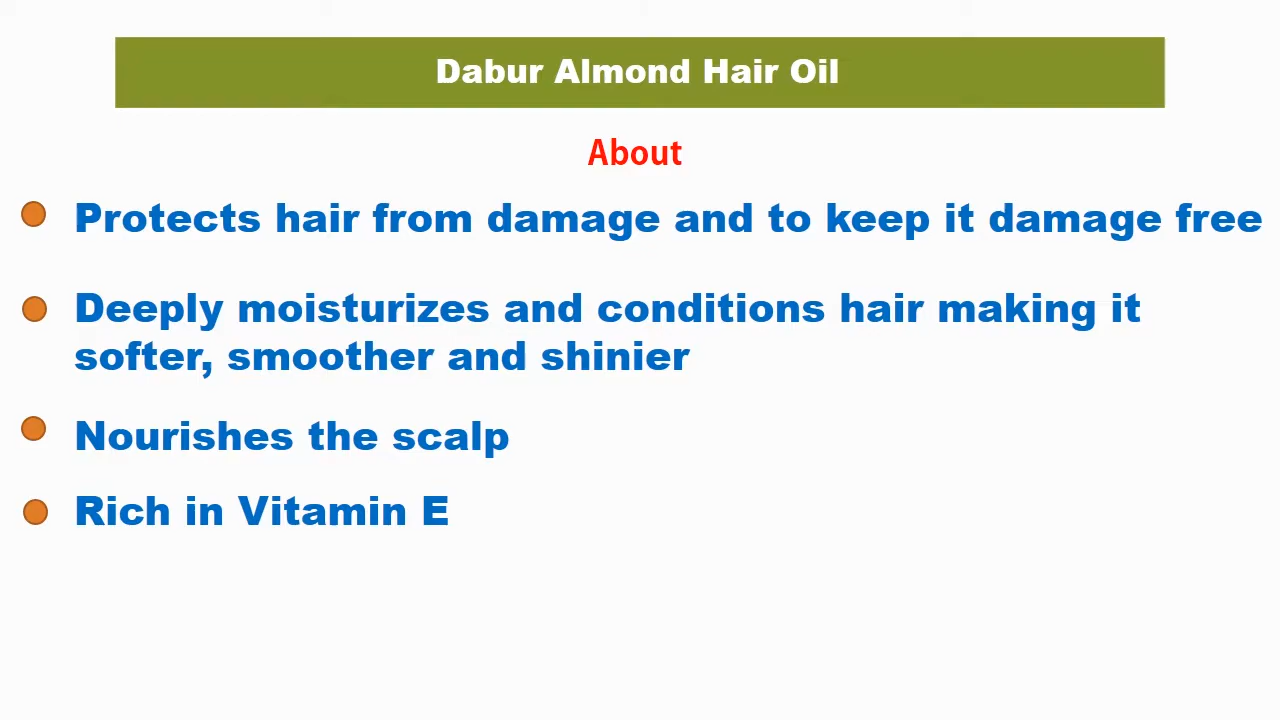 Dabur Almond Hair Oil
About
Protects hair from damage and to keep it damage free
Deeply moisturizes and conditions hair making it
softer, smoother and shinier
Nourishes the scalp
Rich in Vitamin E